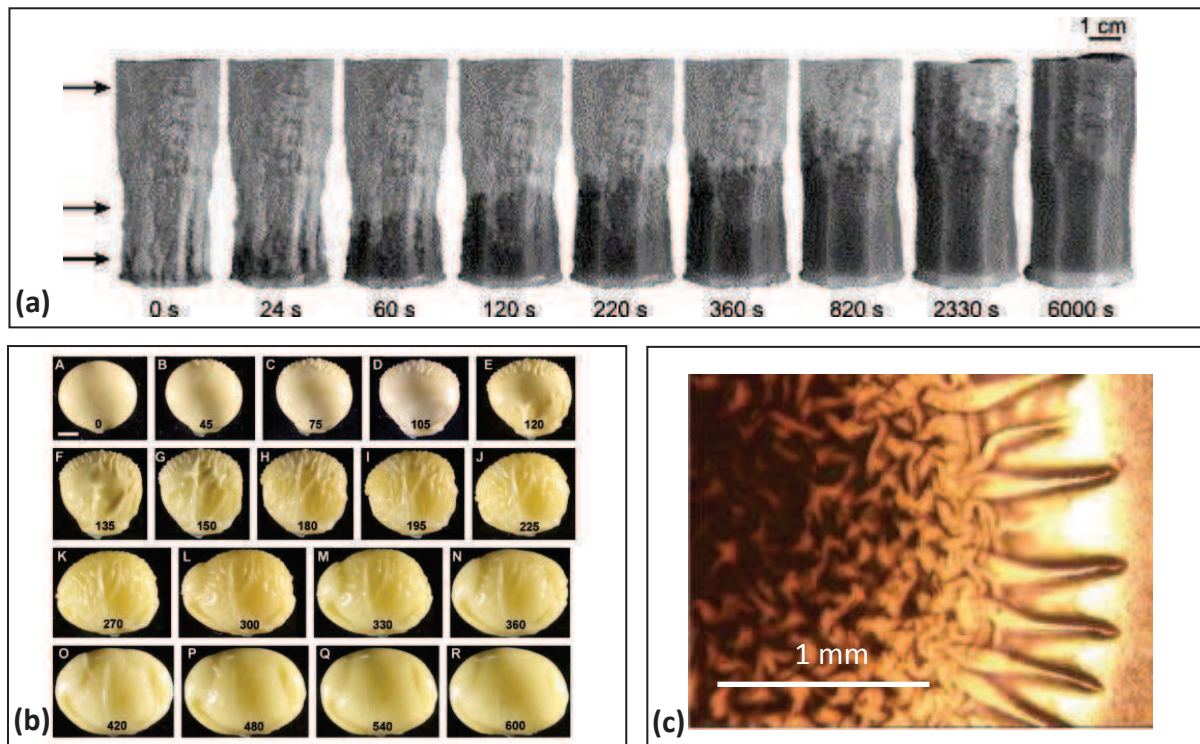 1 cm
(a)
0 s 24 s 60 s 120 s 220 s 360 s 820 s 2330 s 6000 s
A B C D E
0 45 75 105 120
F G H I J
135 150 180 195 225
K L M N
270 300 330 360
O P Q R
420 480 540 600
(b)
1 mm
(c)